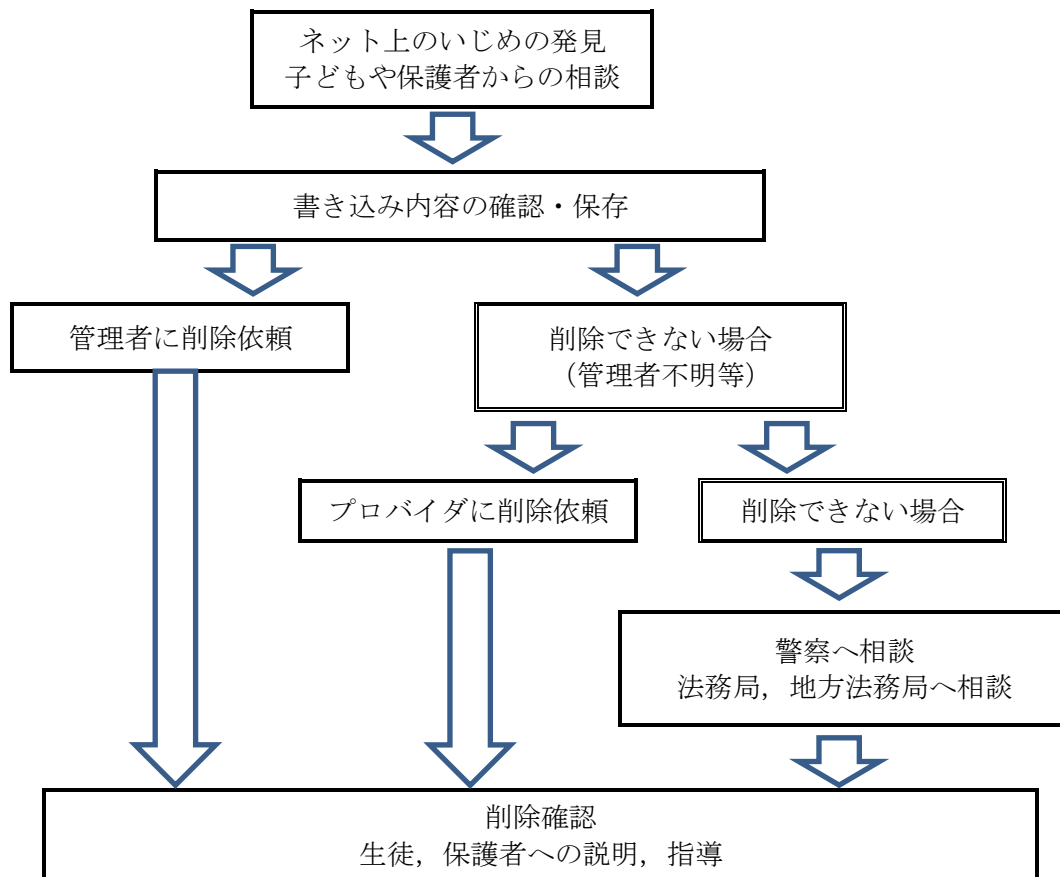 ネット上のいじめの発見
子どもや保護者からの相談
書き込み内容の確認・保存
管理者に削除依頼
削除できない場合
（管理者不明等）
プロバイダに削除依頼
削除できない場合
警察へ相談
法務局，地方法務局へ相談
削除確認
生徒，保護者への説明，指導